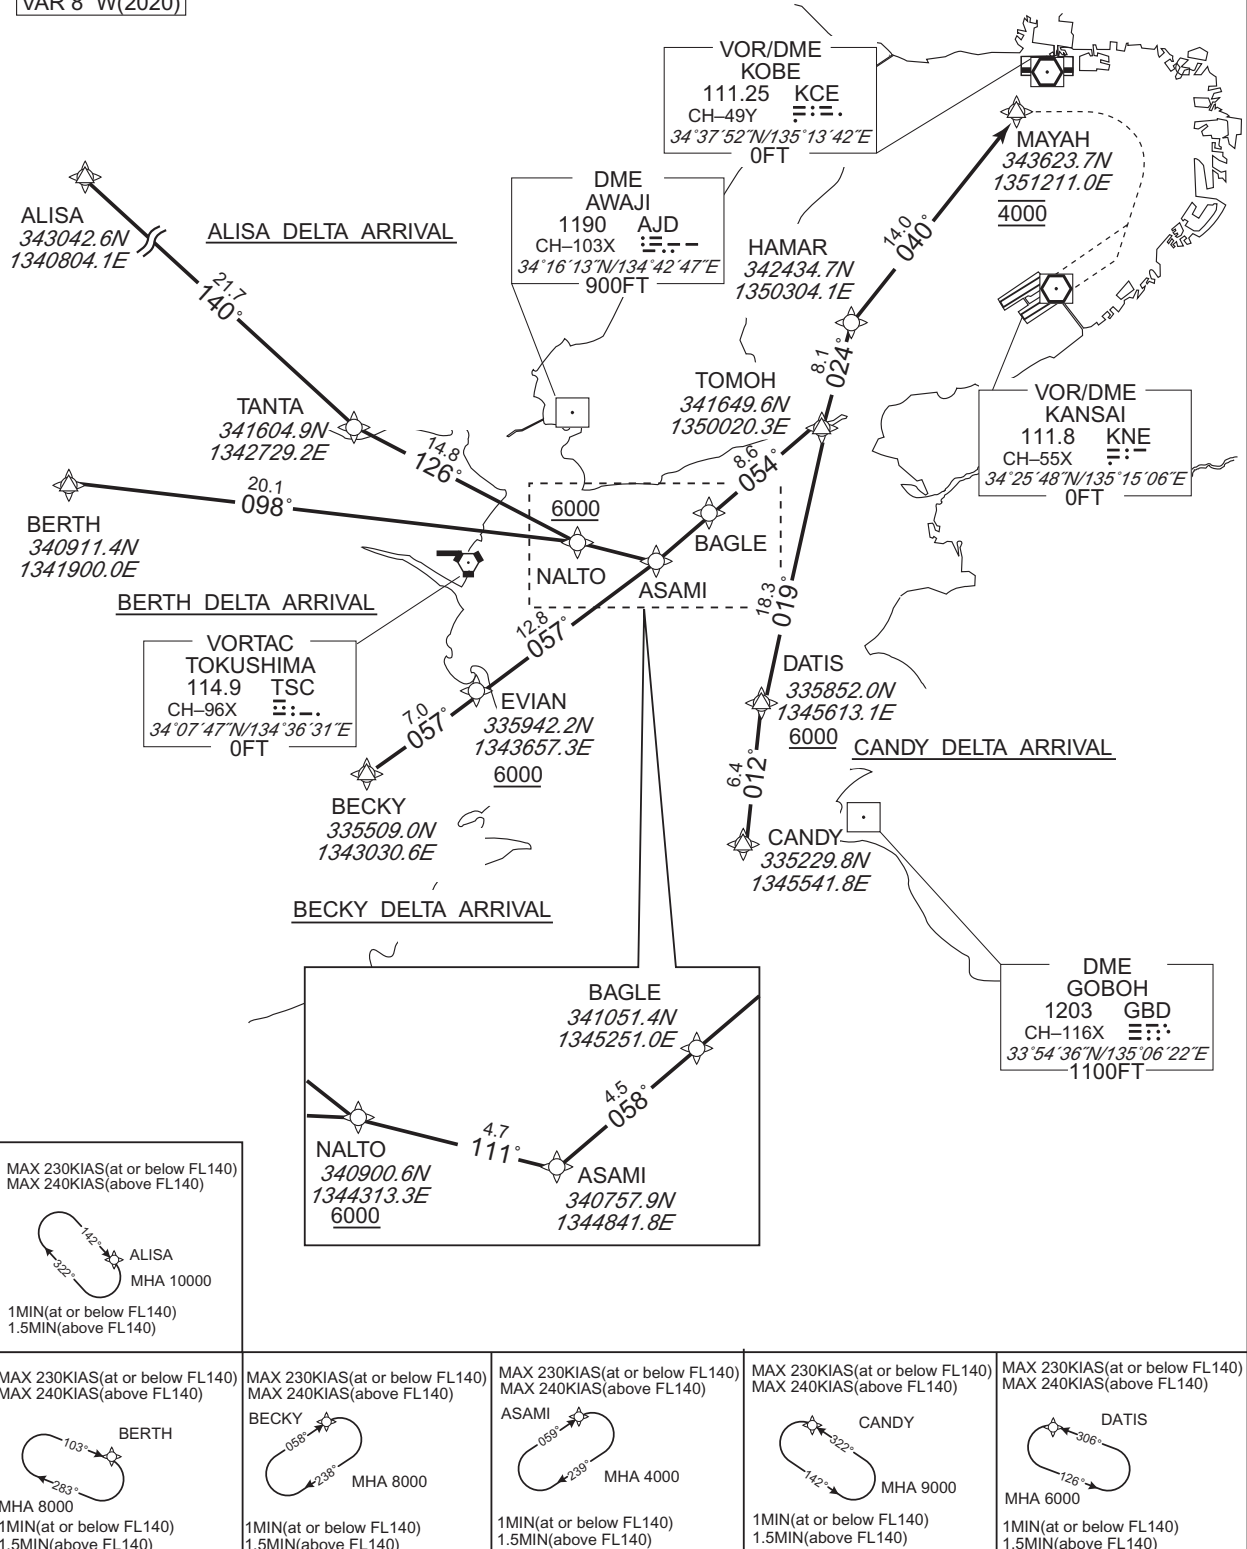 VAR 8°W(2020)
VOR/DME
KOBE
111.25 KCE
CH–49Y
34°37´52˝N/135°13´42˝E
0FT
MAYAH
343623.7N
1351211.0E
4000
ALISA
343042.6N
1340804.1E
ALISA DELTA ARRIVAL
DME
AWAJI
1190 AJD
CH–103X
34°16´13˝N/134°42´47˝E
900FT
HAMAR
342434.7N
1350304.1E
14.0
040°
21.7
140°
8.1
024°
TOMOH
341649.6N
1350020.3E
VOR/DME
KANSAI
111.8 KNE
CH–55X
34°25´48˝N/135°15´06˝E
0FT
TANTA
341604.9N
1342729.2E
14.8
126°
8.6
054°
20.1
098°
6000
BERTH
340911.4N
1341900.0E
BAGLE
NALTO
ASAMI
BERTH DELTA ARRIVAL
12.8
057°
18.3
019°
VORTAC
TOKUSHIMA
114.9 TSC
CH–96X
34°07´47˝N/134°36´31˝E
0FT
DATIS
335852.0N
1345613.1E
6000
EVIAN
335942.2N
1343657.3E
6000
7.0
057°
CANDY DELTA ARRIVAL
6.4
012°
BECKY
335509.0N
1343030.6E
CANDY
335229.8N
1345541.8E
BECKY DELTA ARRIVAL
DME
GOBOH
1203 GBD
CH–116X
33°54´36˝N/135°06´22˝E
1100FT
BAGLE
341051.4N
1345251.0E
4.5
058°
4.7
111°
NALTO
340900.6N
1344313.3E
6000
ASAMI
340757.9N
1344841.8E
MAX 230KIAS(at or below FL140)
MAX 240KIAS(above FL140)
142°
322°
ALISA
MHA 10000
1MIN(at or below FL140)
1.5MIN(above FL140)
MAX 230KIAS(at or below FL140)
MAX 240KIAS(above FL140)
BERTH
103°
283°
MHA 8000
1MIN(at or below FL140)
1.5MIN(above FL140)
MAX 230KIAS(at or below FL140)
MAX 240KIAS(above FL140)
BECKY
058°
238°
MHA 8000
1MIN(at or below FL140)
1.5MIN(above FL140)
MAX 230KIAS(at or below FL140)
MAX 240KIAS(above FL140)
ASAMI
059°
239°
MHA 4000
1MIN(at or below FL140)
1.5MIN(above FL140)
MAX 230KIAS(at or below FL140)
MAX 240KIAS(above FL140)
CANDY
322°
142°
MHA 9000
1MIN(at or below FL140)
1.5MIN(above FL140)
MAX 230KIAS(at or below FL140)
MAX 240KIAS(above FL140)
DATIS
306°
126°
MHA 6000
1MIN(at or below FL140)
1.5MIN(above FL140)